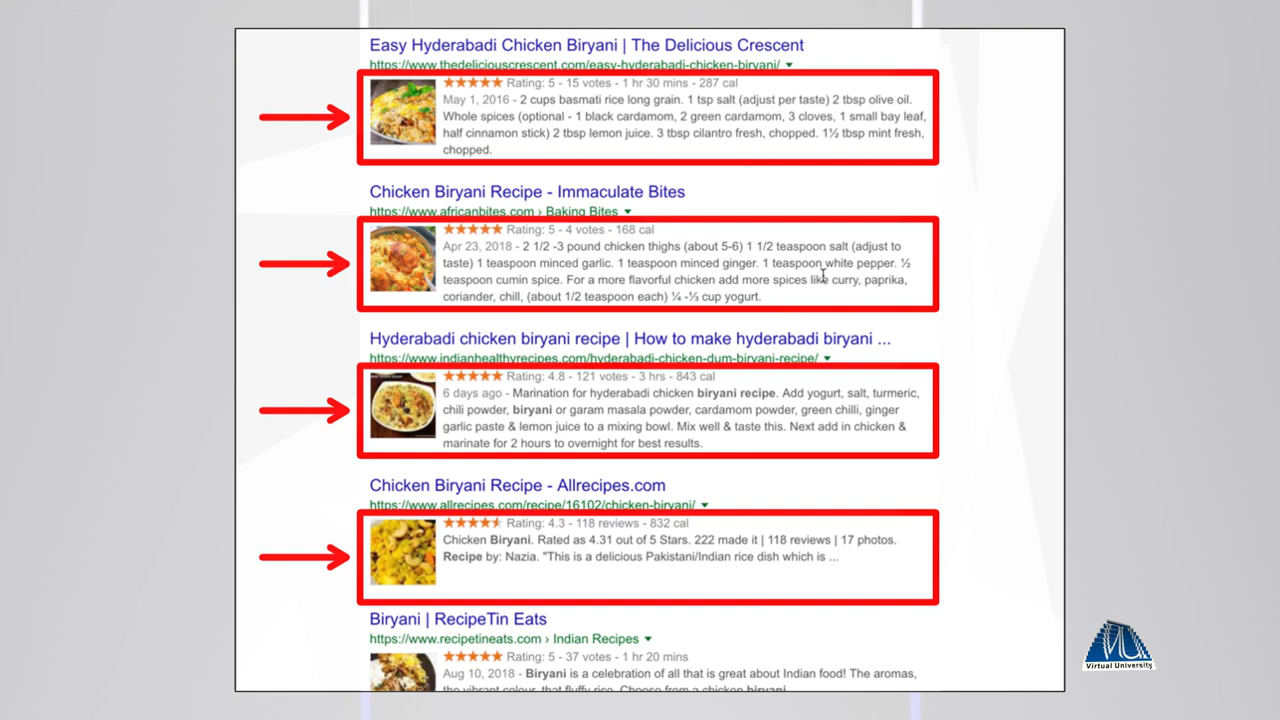 Easy Hyderabadi Chicken Biryani | The Delicious Crescent
https://www.thedeliciouscrescent.com/easy-hyderabadi-chicken-biryani/
Rating: 5 - 15 votes - 1 hr 30 mins - 287 cal
May 1, 2016 - 2 cups basmati rice long grain. 1 tsp salt (adjust per taste) 2 tbsp olive oil.
Whole spices (optional - 1 black cardamom, 2 green cardamom, 3 cloves, 1 small bay leaf,
half cinnamon stick) 2 tbsp lemon juice. 3 tbsp cilantro fresh, chopped. 1½ tbsp mint fresh,
chopped.
Chicken Biryani Recipe - Immaculate Bites
https://www.africanbites.com › Baking Bites
Rating: 5 - 4 votes - 168 cal
Apr 23, 2018 - 2 1/2 -3 pound chicken thighs (about 5-6) 1 1/2 teaspoon salt (adjust to
taste) 1 teaspoon minced garlic. 1 teaspoon minced ginger. 1 teaspoon white pepper. ½
teaspoon cumin spice. For a more flavorful chicken add more spices like curry, paprika,
coriander, chill, (about 1/2 teaspoon each) ¼ -⅓ cup yogurt.
Hyderabadi chicken biryani recipe | How to make hyderabadi biryani ...
https://www.indianhealthyrecipes.com/hyderabadi-chicken-dum-biryani-recipe/
Rating: 4.8 - 121 votes - 3 hrs - 843 cal
6 days ago - Marination for hyderabadi chicken biryani recipe. Add yogurt, salt, turmeric,
chili powder, biryani or garam masala powder, cardamom powder, green chilli, ginger
garlic paste & lemon juice to a mixing bowl. Mix well & taste this. Next add in chicken &
marinate for 2 hours to overnight for best results.
Chicken Biryani Recipe - Allrecipes.com
https://www.allrecipes.com/recipe/16102/chicken-biryani/
Rating: 4.3 - 118 reviews - 832 cal
Chicken Biryani. Rated as 4.31 out of 5 Stars. 222 made it | 118 reviews | 17 photos.
Recipe by: Nazia. "This is a delicious Pakistani/Indian rice dish which is ...
Biryani | RecipeTin Eats
https://www.recipetineats.com › Indian Recipes
Rating: 5 - 37 votes - 1 hr 20 mins
Aug 10, 2018 - Biryani is a celebration of all that is great about Indian food! The aromas,
the vibrant colour, that fluffy rice. Choose from a chicken biryani
Virtual University